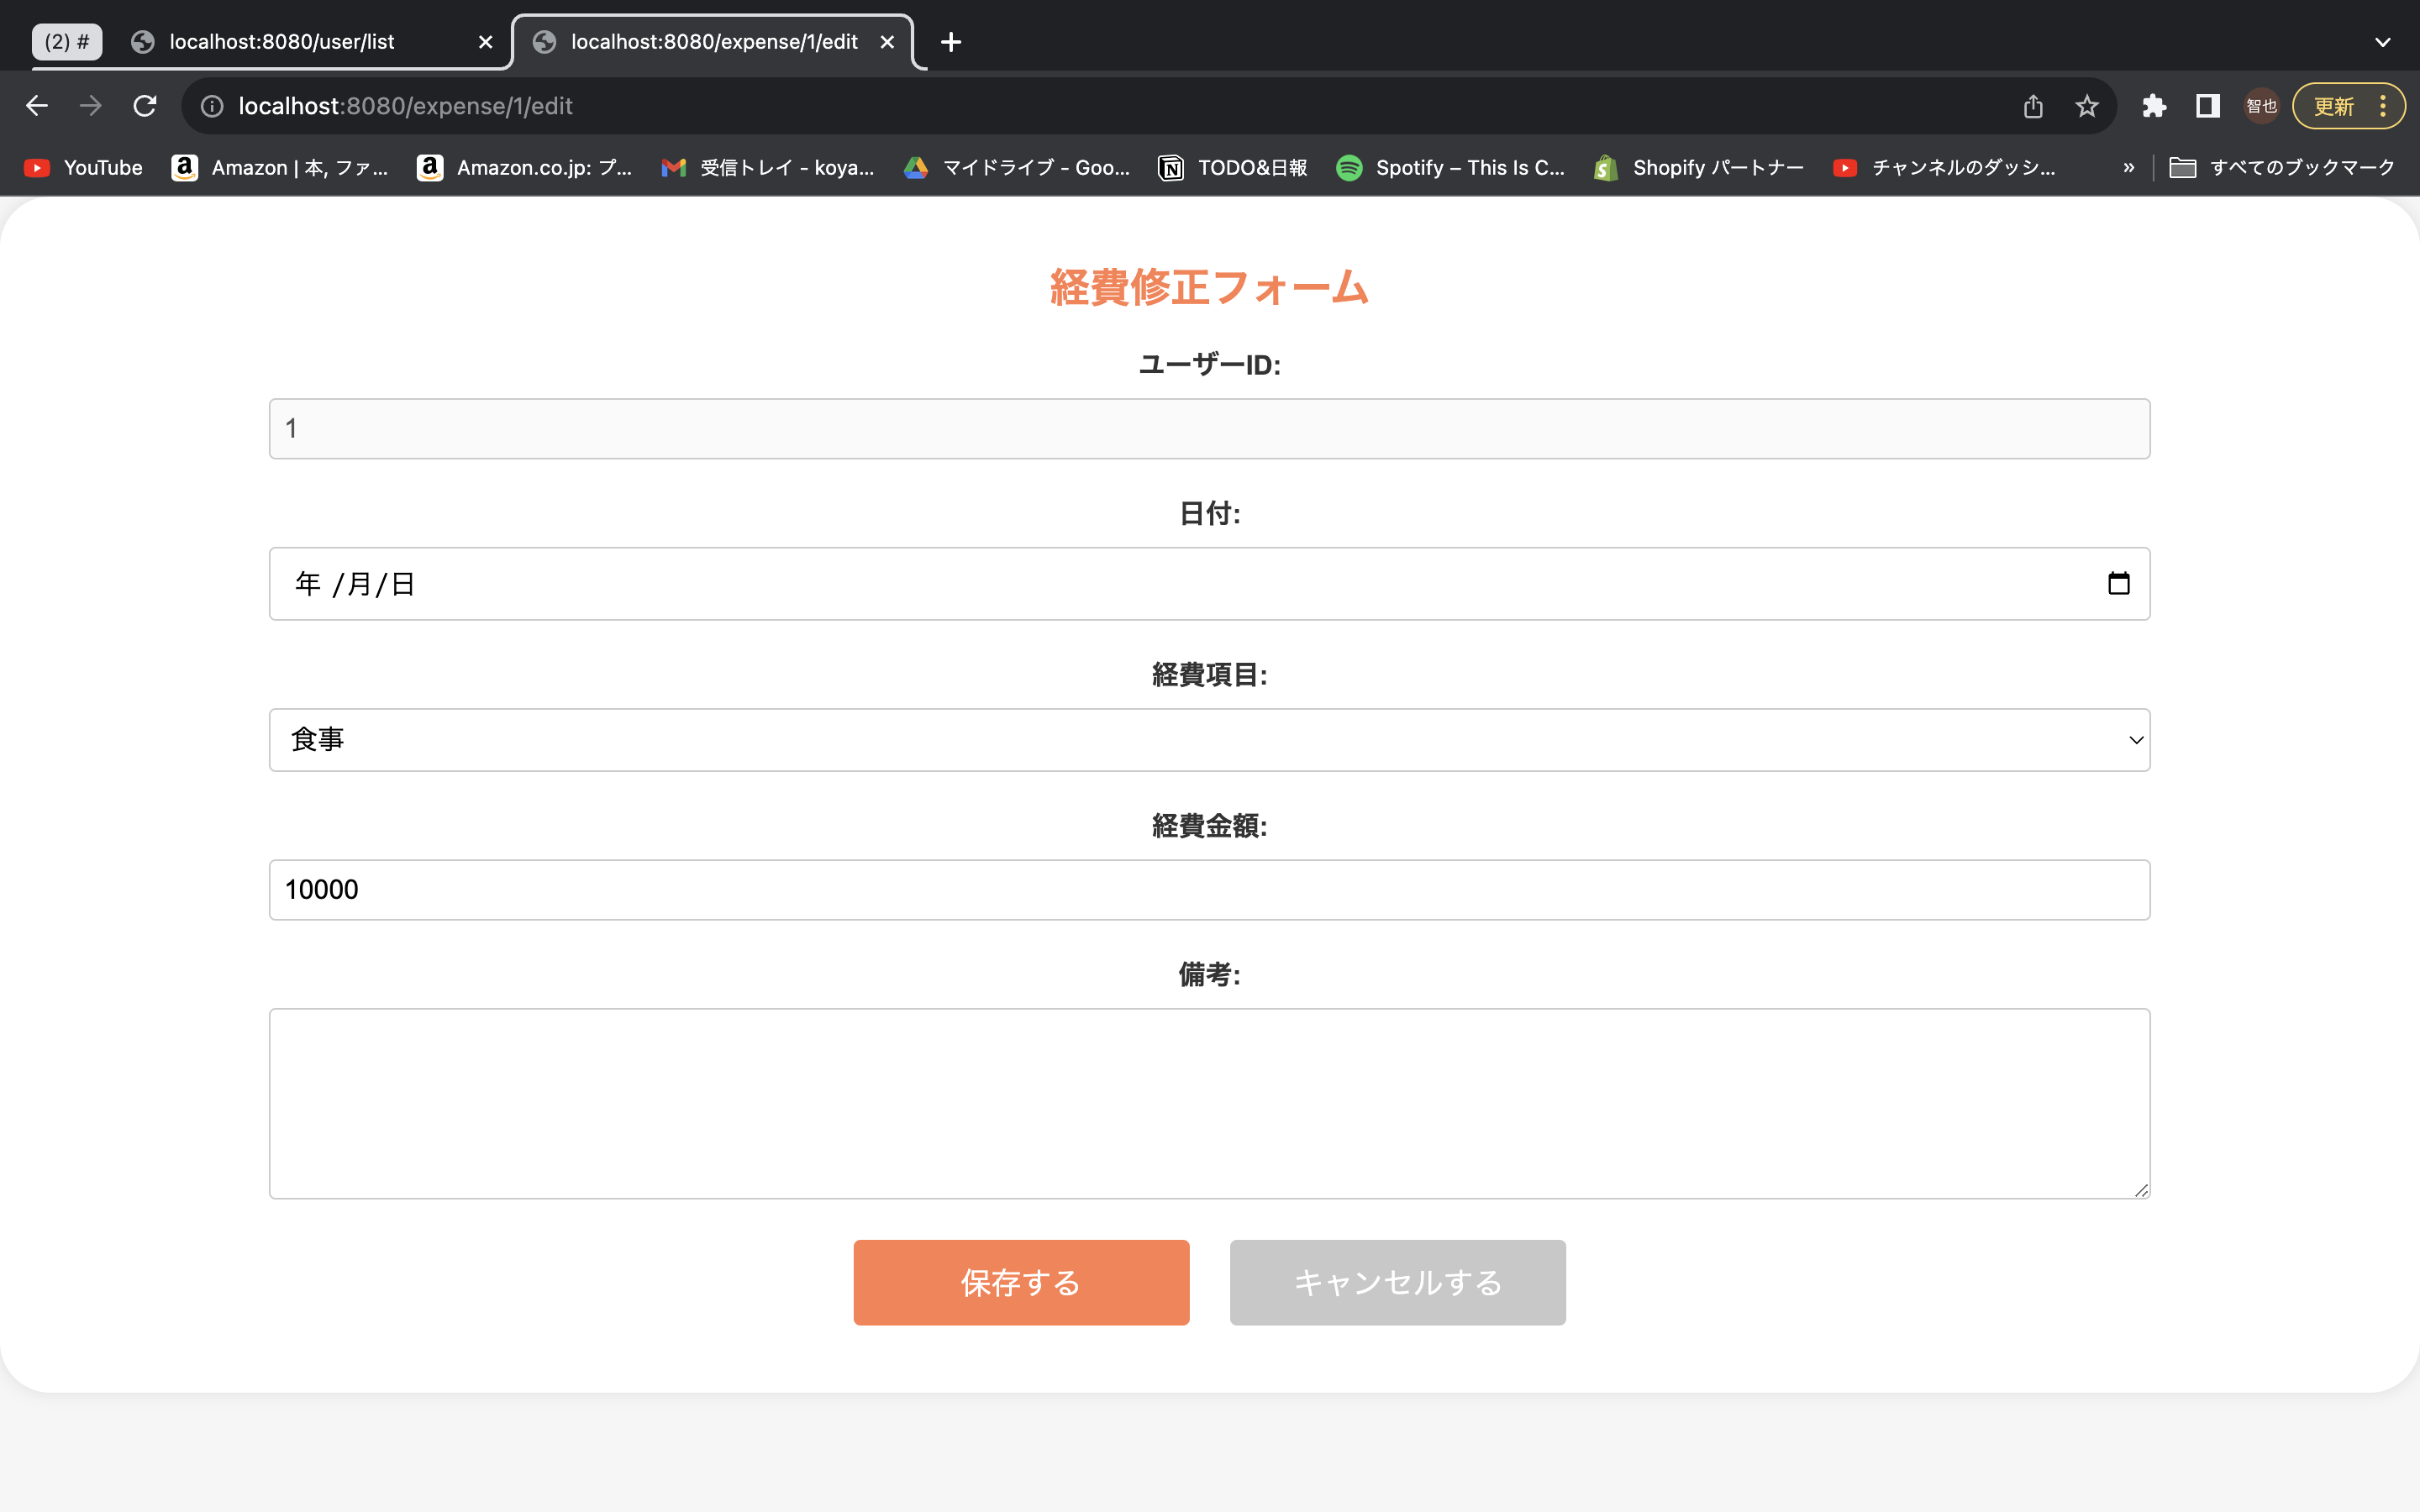 (2) # localhost:8080/user/list localhost:8080/expense/1/edit
localhost:8080/expense/1/edit 智也 更新
YouTube Amazon | 本, ファ... Amazon.co.jp: プ... 受信トレイ - koya... マイドライブ - Goo... TODO&日報 Spotify – This Is C... Shopify パートナー チャンネルのダッシ... » すべてのブックマーク
経費修正フォーム
ユーザーID:
1
日付:
年 /月/日
経費項目:
食事
経費金額:
10000
備考:
保存する キャンセルする